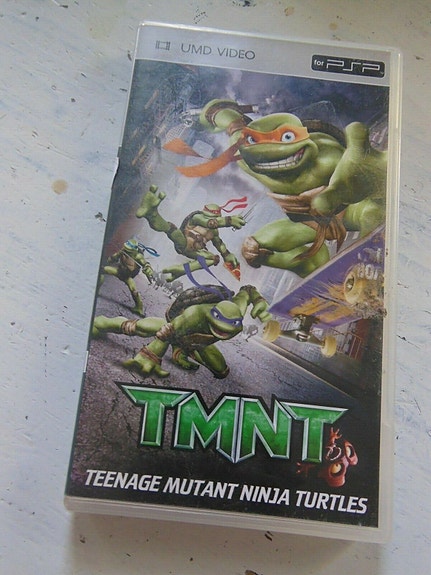 UMD VIDEO
for PSP
TMNT
TEENAGE MUTANT NINJA TURTLES